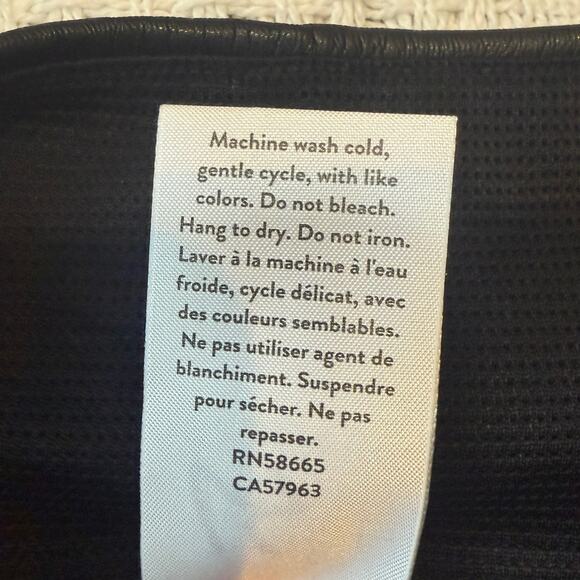 Machine wash cold,
gentle cycle, with like
colors. Do not bleach.
Hang to dry. Do not iron.
Laver à la machine à l'eau
froide, cycle délicat, avec
des couleurs semblables.
Ne pas utiliser agent de
blanchiment. Suspendre
pour sécher. Ne pas
repasser.
RN58665
CA57963